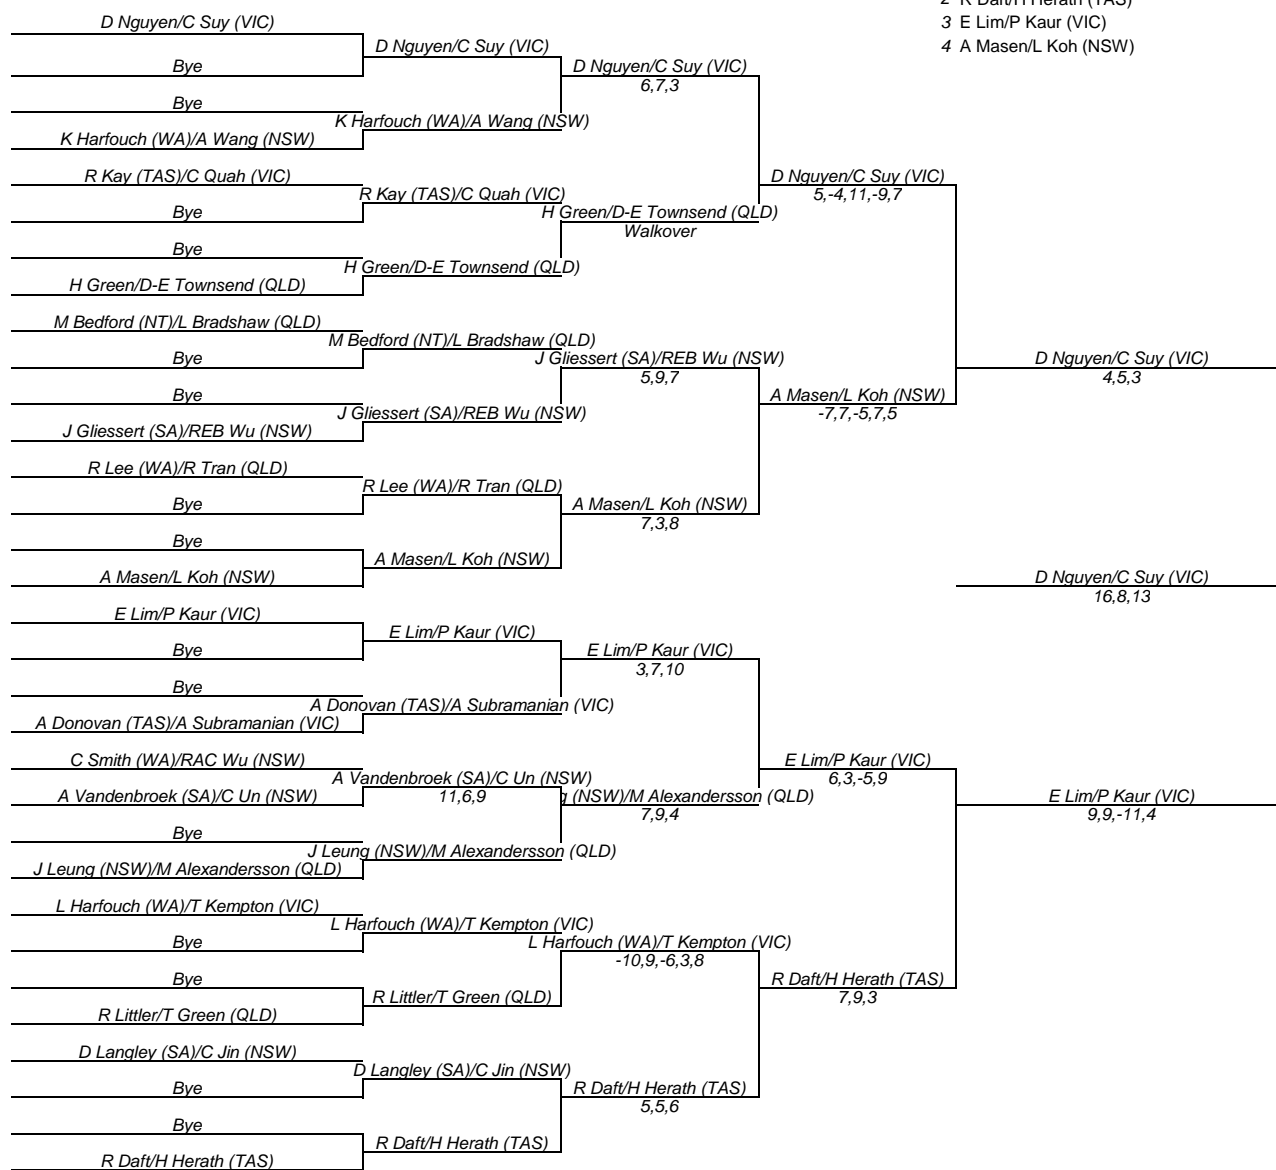 2 R Daft/H Herath (TAS)
3 E Lim/P Kaur (VIC)
4 A Masen/L Koh (NSW)
D Nguyen/C Suy (VIC)
D Nguyen/C Suy (VIC)
Bye
D Nguyen/C Suy (VIC)
6,7,3
Bye
K Harfouch (WA)/A Wang (NSW)
K Harfouch (WA)/A Wang (NSW)
R Kay (TAS)/C Quah (VIC)
D Nguyen/C Suy (VIC)
5,-4,11,-9,7
R Kay (TAS)/C Quah (VIC)
Bye
H Green/D-E Townsend (QLD)
Walkover
Bye
H Green/D-E Townsend (QLD)
H Green/D-E Townsend (QLD)
M Bedford (NT)/L Bradshaw (QLD)
M Bedford (NT)/L Bradshaw (QLD)
Bye
J Gliessert (SA)/REB Wu (NSW)
5,9,7
D Nguyen/C Suy (VIC)
4,5,3
Bye
A Masen/L Koh (NSW)
-7,7,-5,7,5
J Gliessert (SA)/REB Wu (NSW)
J Gliessert (SA)/REB Wu (NSW)
R Lee (WA)/R Tran (QLD)
R Lee (WA)/R Tran (QLD)
Bye
A Masen/L Koh (NSW)
7,3,8
Bye
A Masen/L Koh (NSW)
A Masen/L Koh (NSW)
D Nguyen/C Suy (VIC)
16,8,13
E Lim/P Kaur (VIC)
E Lim/P Kaur (VIC)
Bye
E Lim/P Kaur (VIC)
3,7,10
Bye
A Donovan (TAS)/A Subramanian (VIC)
A Donovan (TAS)/A Subramanian (VIC)
C Smith (WA)/RAC Wu (NSW)
E Lim/P Kaur (VIC)
6,3,-5,9
A Vandenbroek (SA)/C Un (NSW)
11,6,9
A Vandenbroek (SA)/C Un (NSW)
(NSW)/M Alexandersson (QLD)
7,9,4
E Lim/P Kaur (VIC)
9,9,-11,4
Bye
J Leung (NSW)/M Alexandersson (QLD)
J Leung (NSW)/M Alexandersson (QLD)
L Harfouch (WA)/T Kempton (VIC)
L Harfouch (WA)/T Kempton (VIC)
Bye
L Harfouch (WA)/T Kempton (VIC)
-10,9,-6,3,8
Bye
R Daft/H Herath (TAS)
7,9,3
R Littler/T Green (QLD)
R Littler/T Green (QLD)
D Langley (SA)/C Jin (NSW)
D Langley (SA)/C Jin (NSW)
Bye
R Daft/H Herath (TAS)
5,5,6
Bye
R Daft/H Herath (TAS)
R Daft/H Herath (TAS)